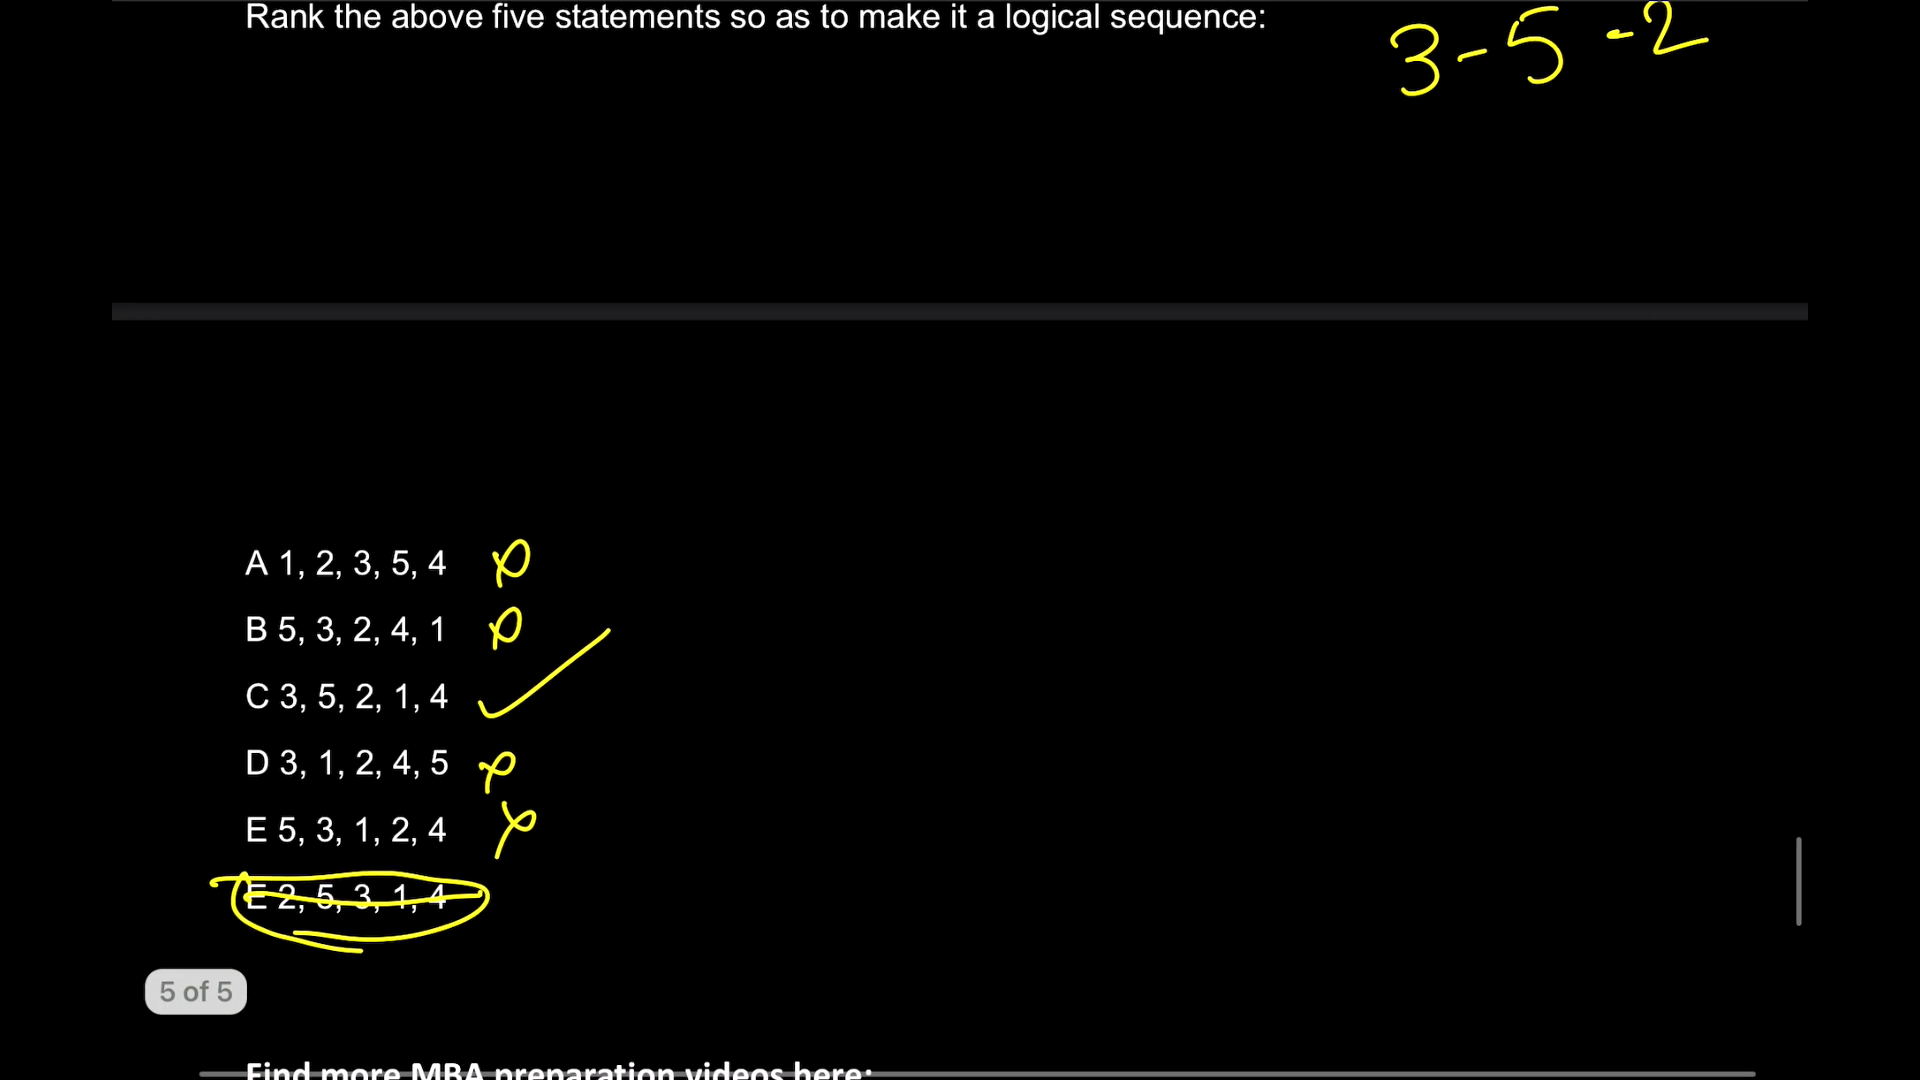 Rank the above five statements so as to make it a logical sequence:
3-5-2
A 1, 2, 3, 5, 4
B 5, 3, 2, 4, 1
C 3, 5, 2, 1, 4
D 3, 1, 2, 4, 5
E 5, 3, 1, 2, 4
E 2, 5, 3, 1, 4
5 of 5
Find more MBA preparation videos here: